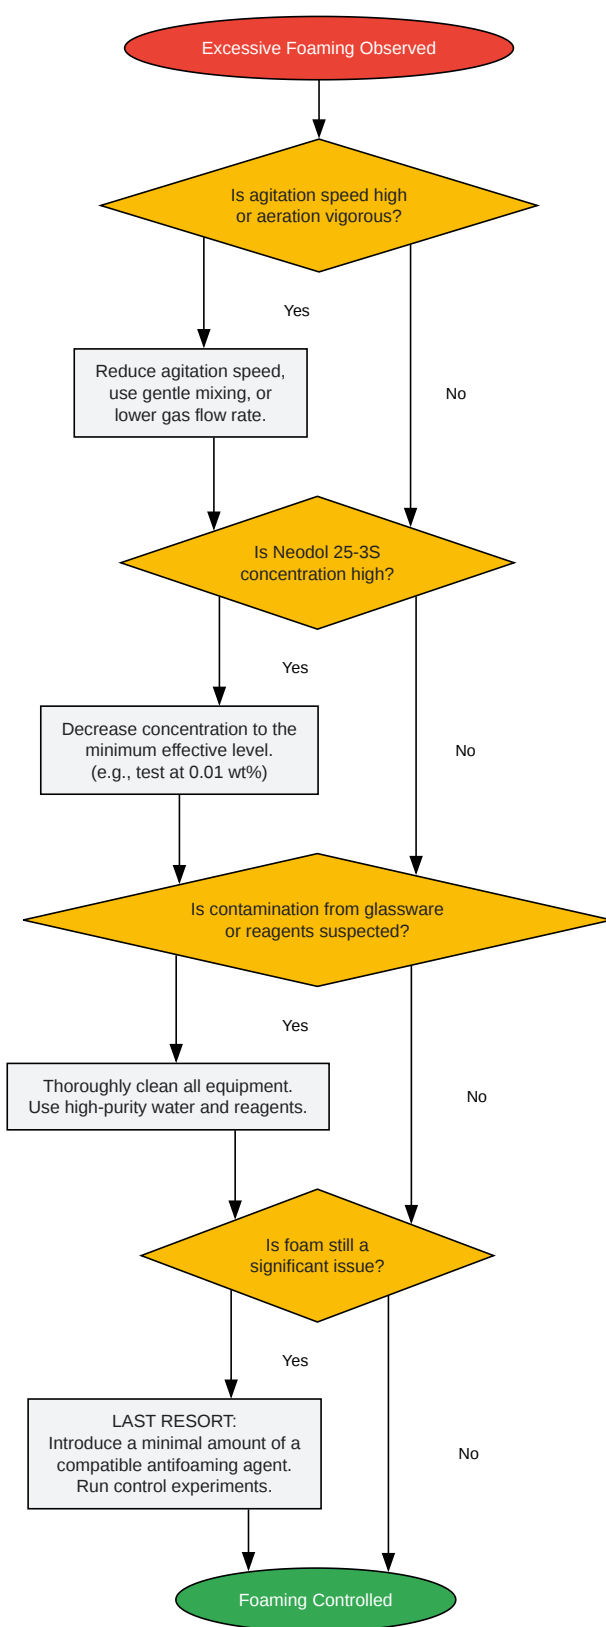 Excessive Foaming Observed
Is agitation speed high
or aeration vigorous?
Yes
Reduce agitation speed,
use gentle mixing, or
lower gas flow rate.
No
Is Neodol 25-3S
concentration high?
Yes
Decrease concentration to the
minimum effective level.
(e.g., test at 0.01 wt%)
No
Is contamination from glassware
or reagents suspected?
Yes
Thoroughly clean all equipment.
Use high-purity water and reagents.
No
Is foam still a
significant issue?
Yes
LAST RESORT:
Introduce a minimal amount of a
compatible antifoaming agent.
Run control experiments.
No
Foaming Controlled